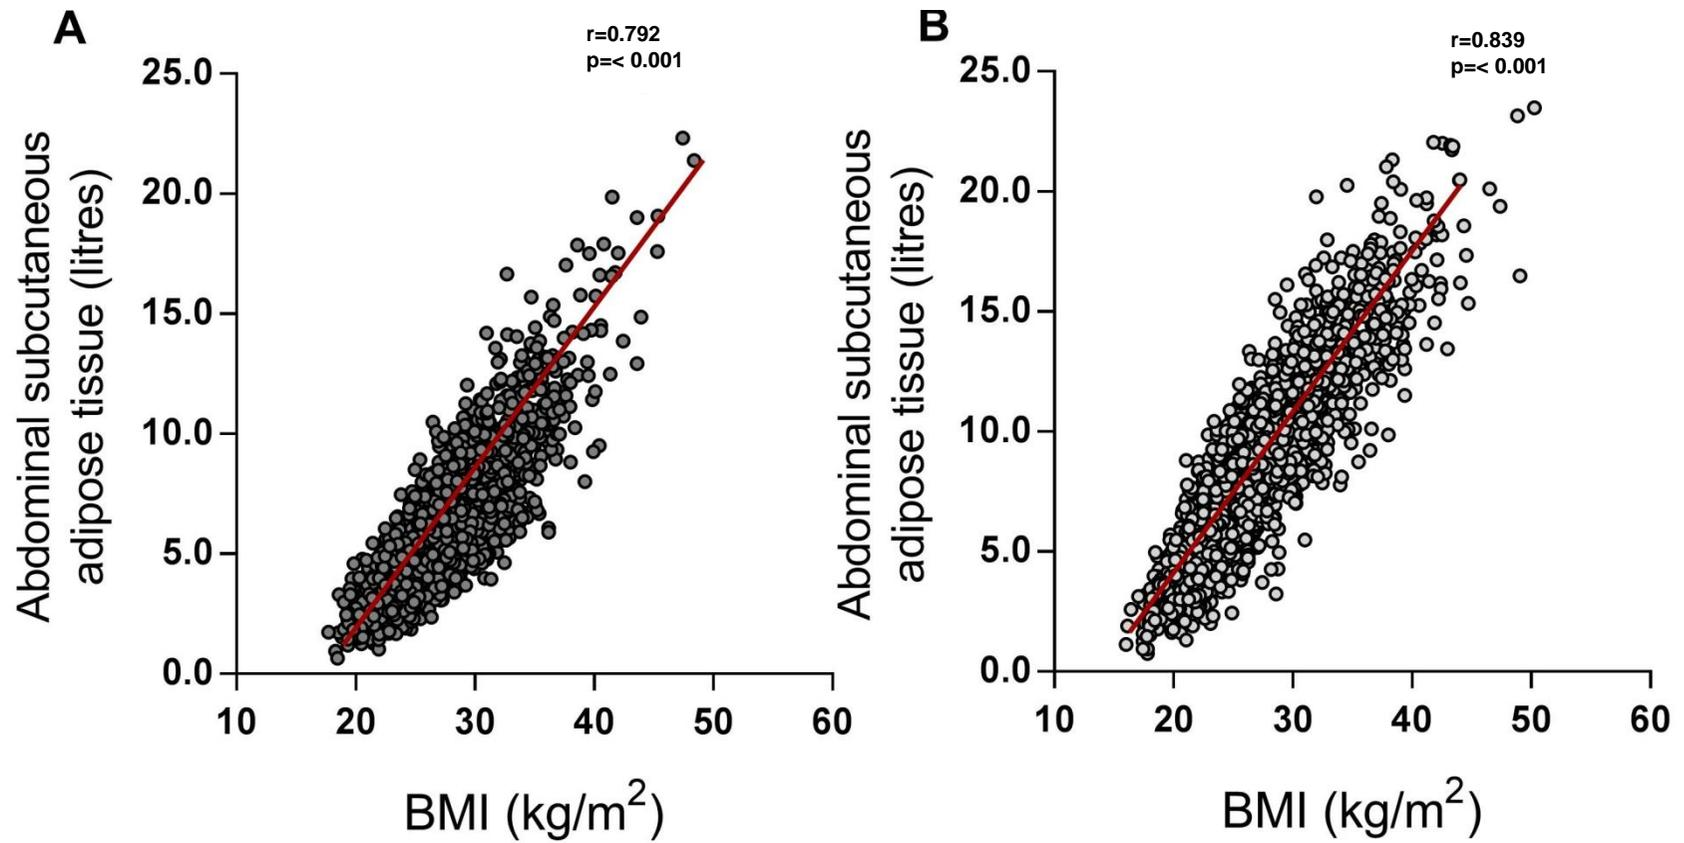 A
r=0.792
p=< 0.001
25.0
20.0
15.0
10.0
5.0
0.0
Abdominal subcutaneous
adipose tissue (litres)
10 20 30 40 50 60
BMI (kg/m²)
B
r=0.839
p=< 0.001
25.0
20.0
15.0
10.0
5.0
0.0
Abdominal subcutaneous
adipose tissue (litres)
10 20 30 40 50 60
BMI (kg/m²)